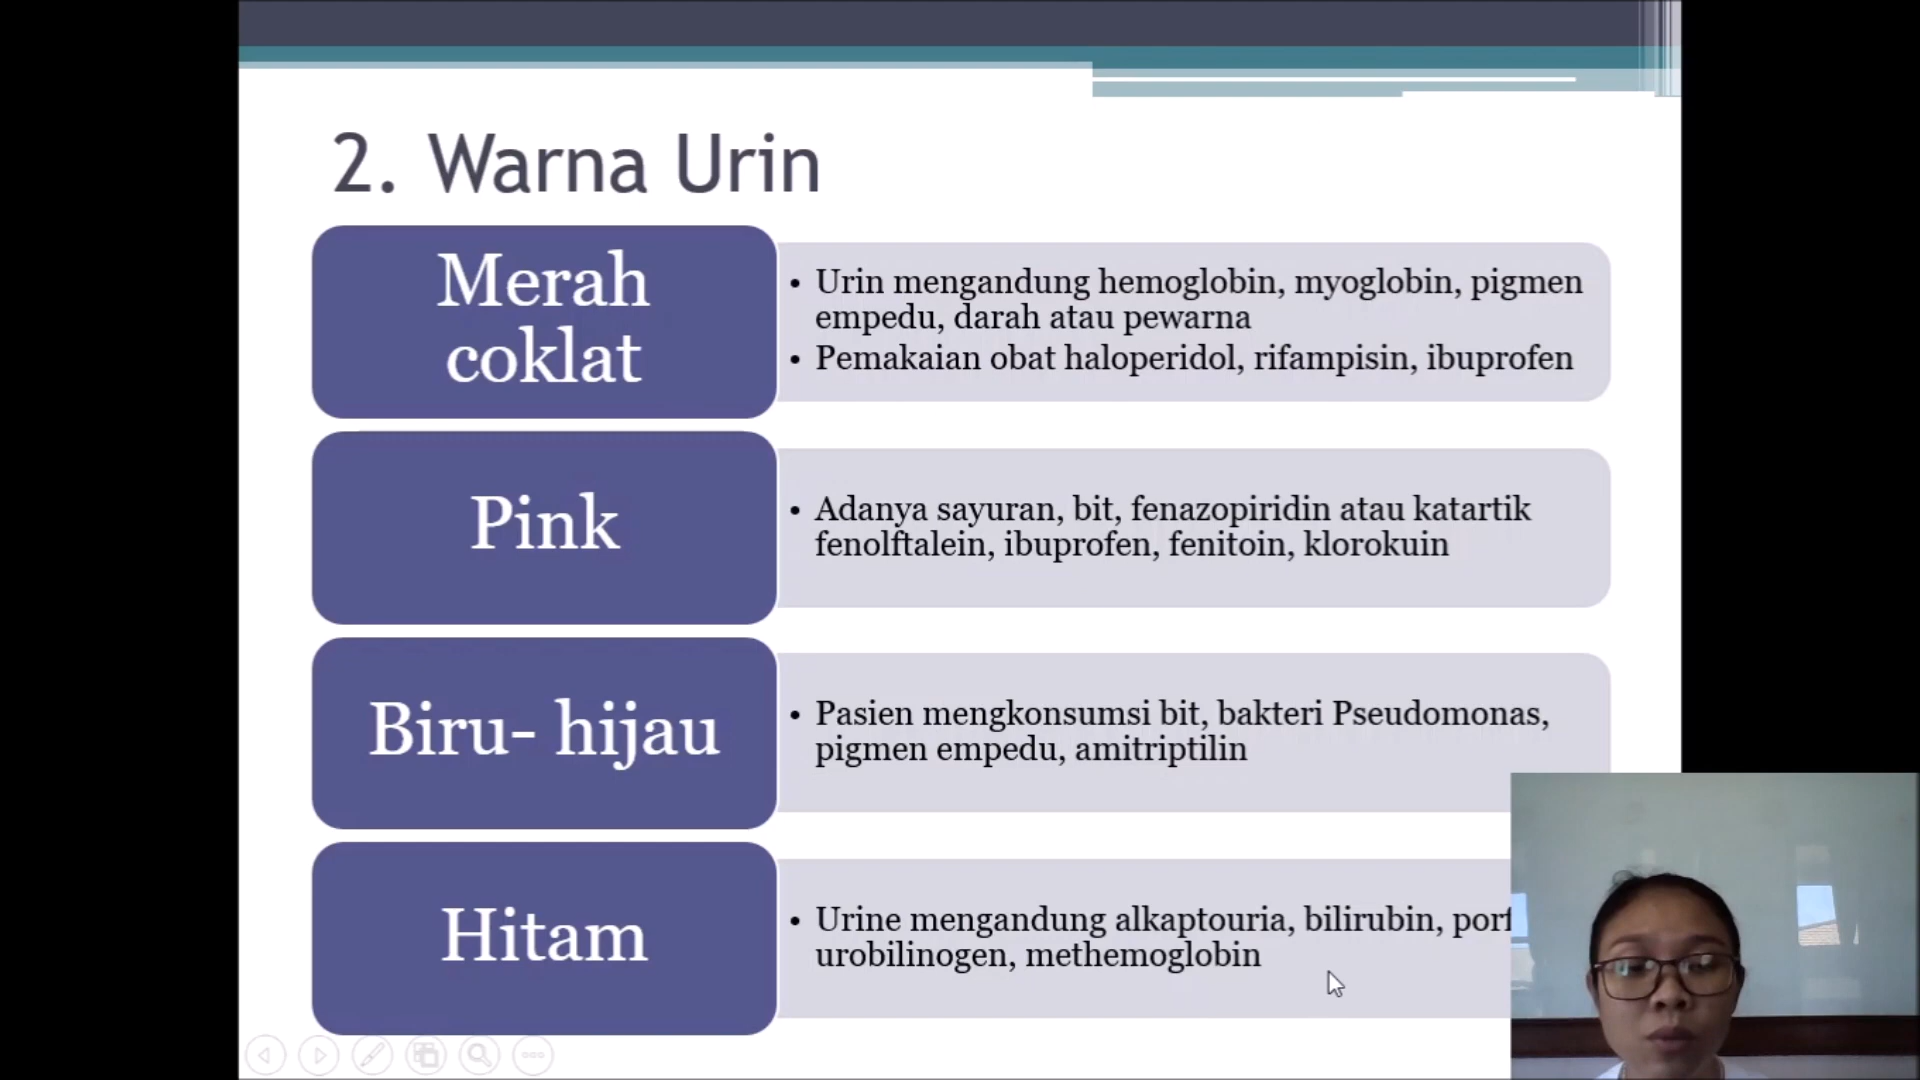 2. Warna Urin
Merah
coklat
• Urin mengandung hemoglobin, myoglobin, pigmen
empedu, darah atau pewarna
• Pemakaian obat haloperidol, rifampisin, ibuprofen
Pink
• Adanya sayuran, bit, fenazopiridin atau katartik
fenolftalein, ibuprofen, fenitoin, klorokuin
Biru- hijau
• Pasien mengkonsumsi bit, bakteri Pseudomonas,
pigmen empedu, amitriptilin
Hitam
• Urine mengandung alkaptouria, bilirubin,
urobilinogen, methemoglobin